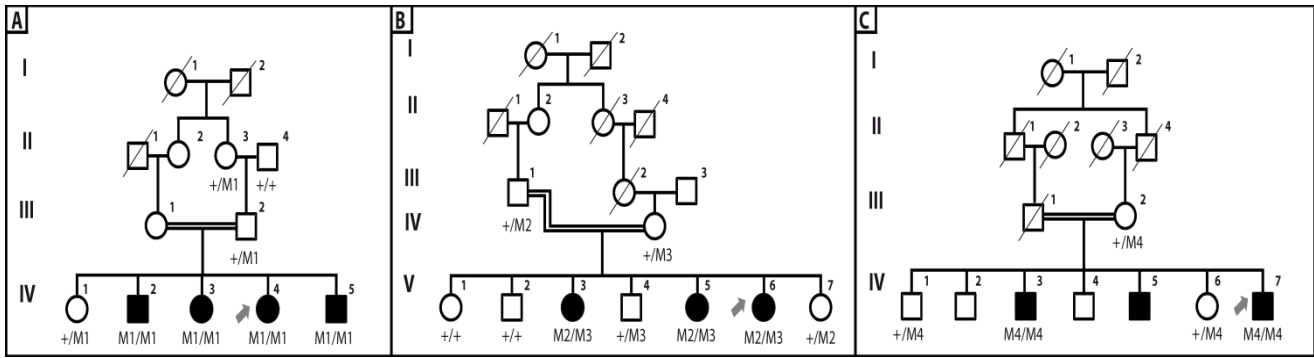 A
I
1 2
II
1 2 3 4
+/M1 +/+
III
1 2
+/M1
IV
1 2 3 4 5
+/M1 M1/M1 M1/M1 M1/M1 M1/M1
B
I
1 2
II
1 2 3 4
III
1 2 3
+/M2
IV
+/M3
V
1 2 3 4 5 6 7
+/+ +/+ M2/M3 +/M3 M2/M3 M2/M3 +/M2
C
I
1 2
II
1 2 3 4
III
1 2
+/M4
IV
1 2 3 4 5 6 7
+/M4 M4/M4 +/M4 M4/M4